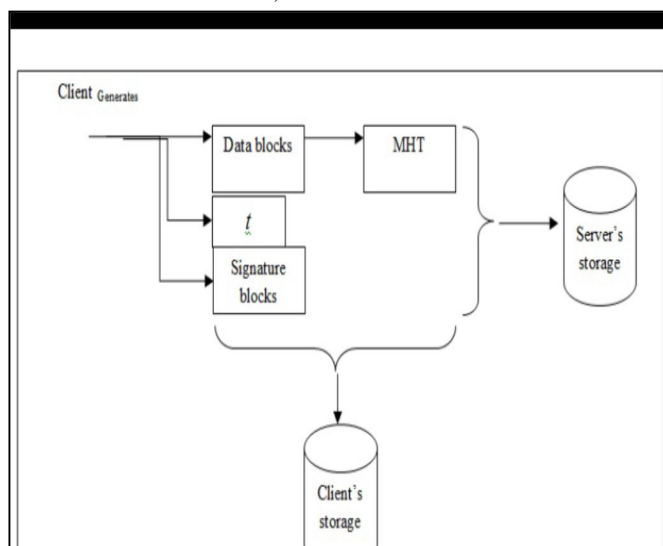 Client Generates
Data blocks
MHT
t
Signature
blocks
Server's
storage
Client's
storage